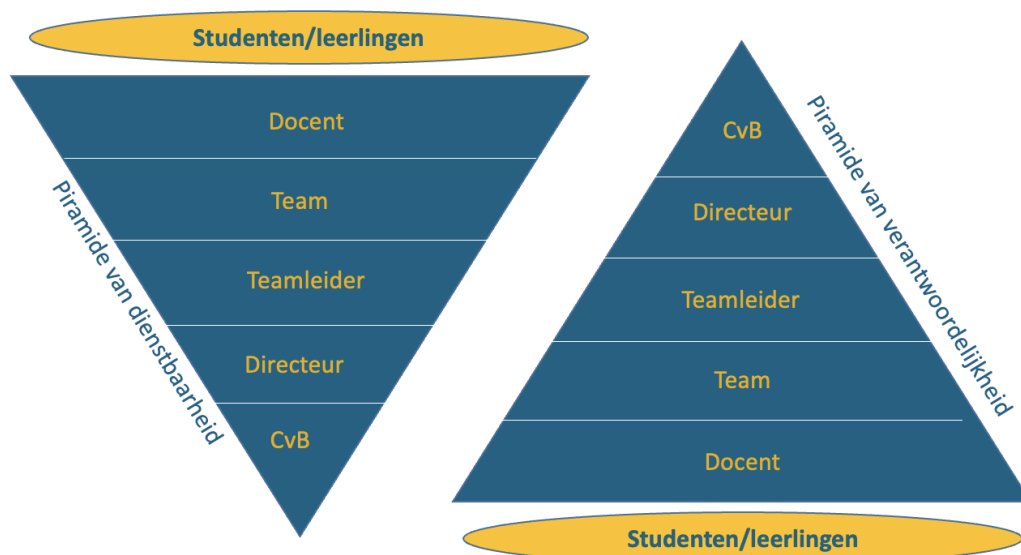 Studenten/leerlingen
Docent
Team
Teamleider
Directeur
CvB
Piramide van dienstbaarheid
CvB
Directeur
Teamleider
Team
Docent
Piramide van verantwoordelijkheid
Studenten/leerlingen